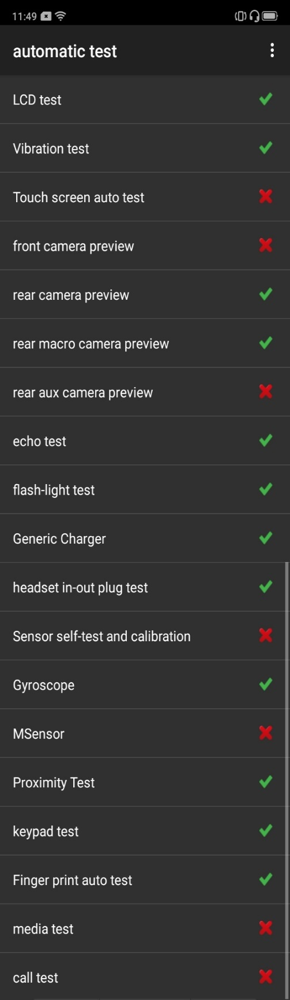 11:49
automatic test
LCD test
Vibration test
Touch screen auto test
front camera preview
rear camera preview
rear macro camera preview
rear aux camera preview
echo test
flash-light test
Generic Charger
headset in-out plug test
Sensor self-test and calibration
Gyroscope
MSensor
Proximity Test
keypad test
Finger print auto test
media test
call test